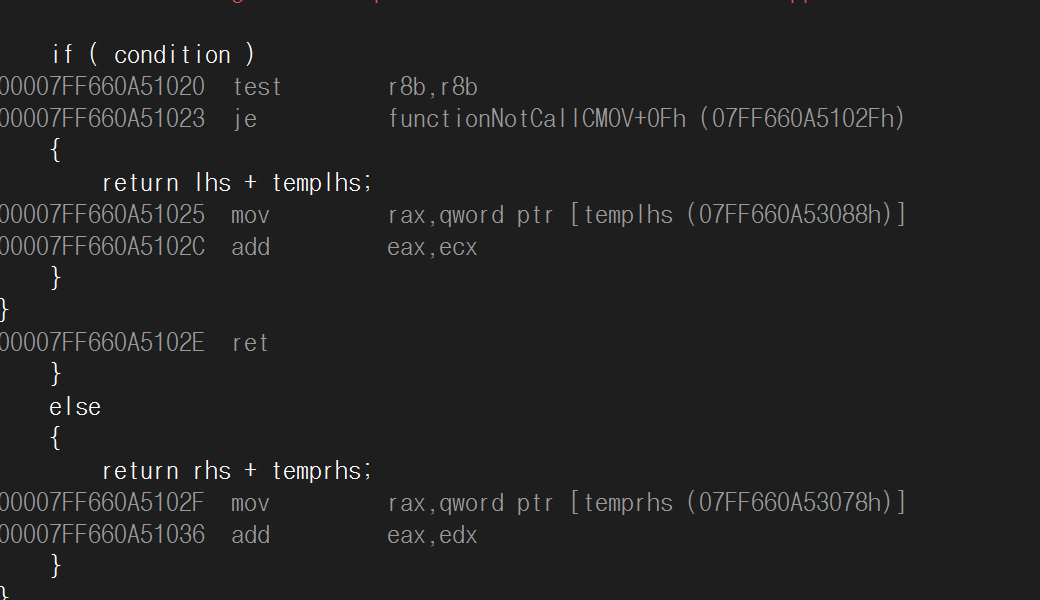 if ( condition )
00007FF660A51020 test r8b,r8b
00007FF660A51023 je functionNotCallCMOV+0Fh (07FF660A5102Fh)
{
return lhs + templhs;
00007FF660A51025 mov rax,qword ptr [templhs (07FF660A53088h)]
00007FF660A5102C add eax,ecx
}
}
00007FF660A5102E ret
}
else
{
return rhs + temprhs;
00007FF660A5102F mov rax,qword ptr [temprhs (07FF660A53078h)]
00007FF660A51036 add eax,edx
}
}